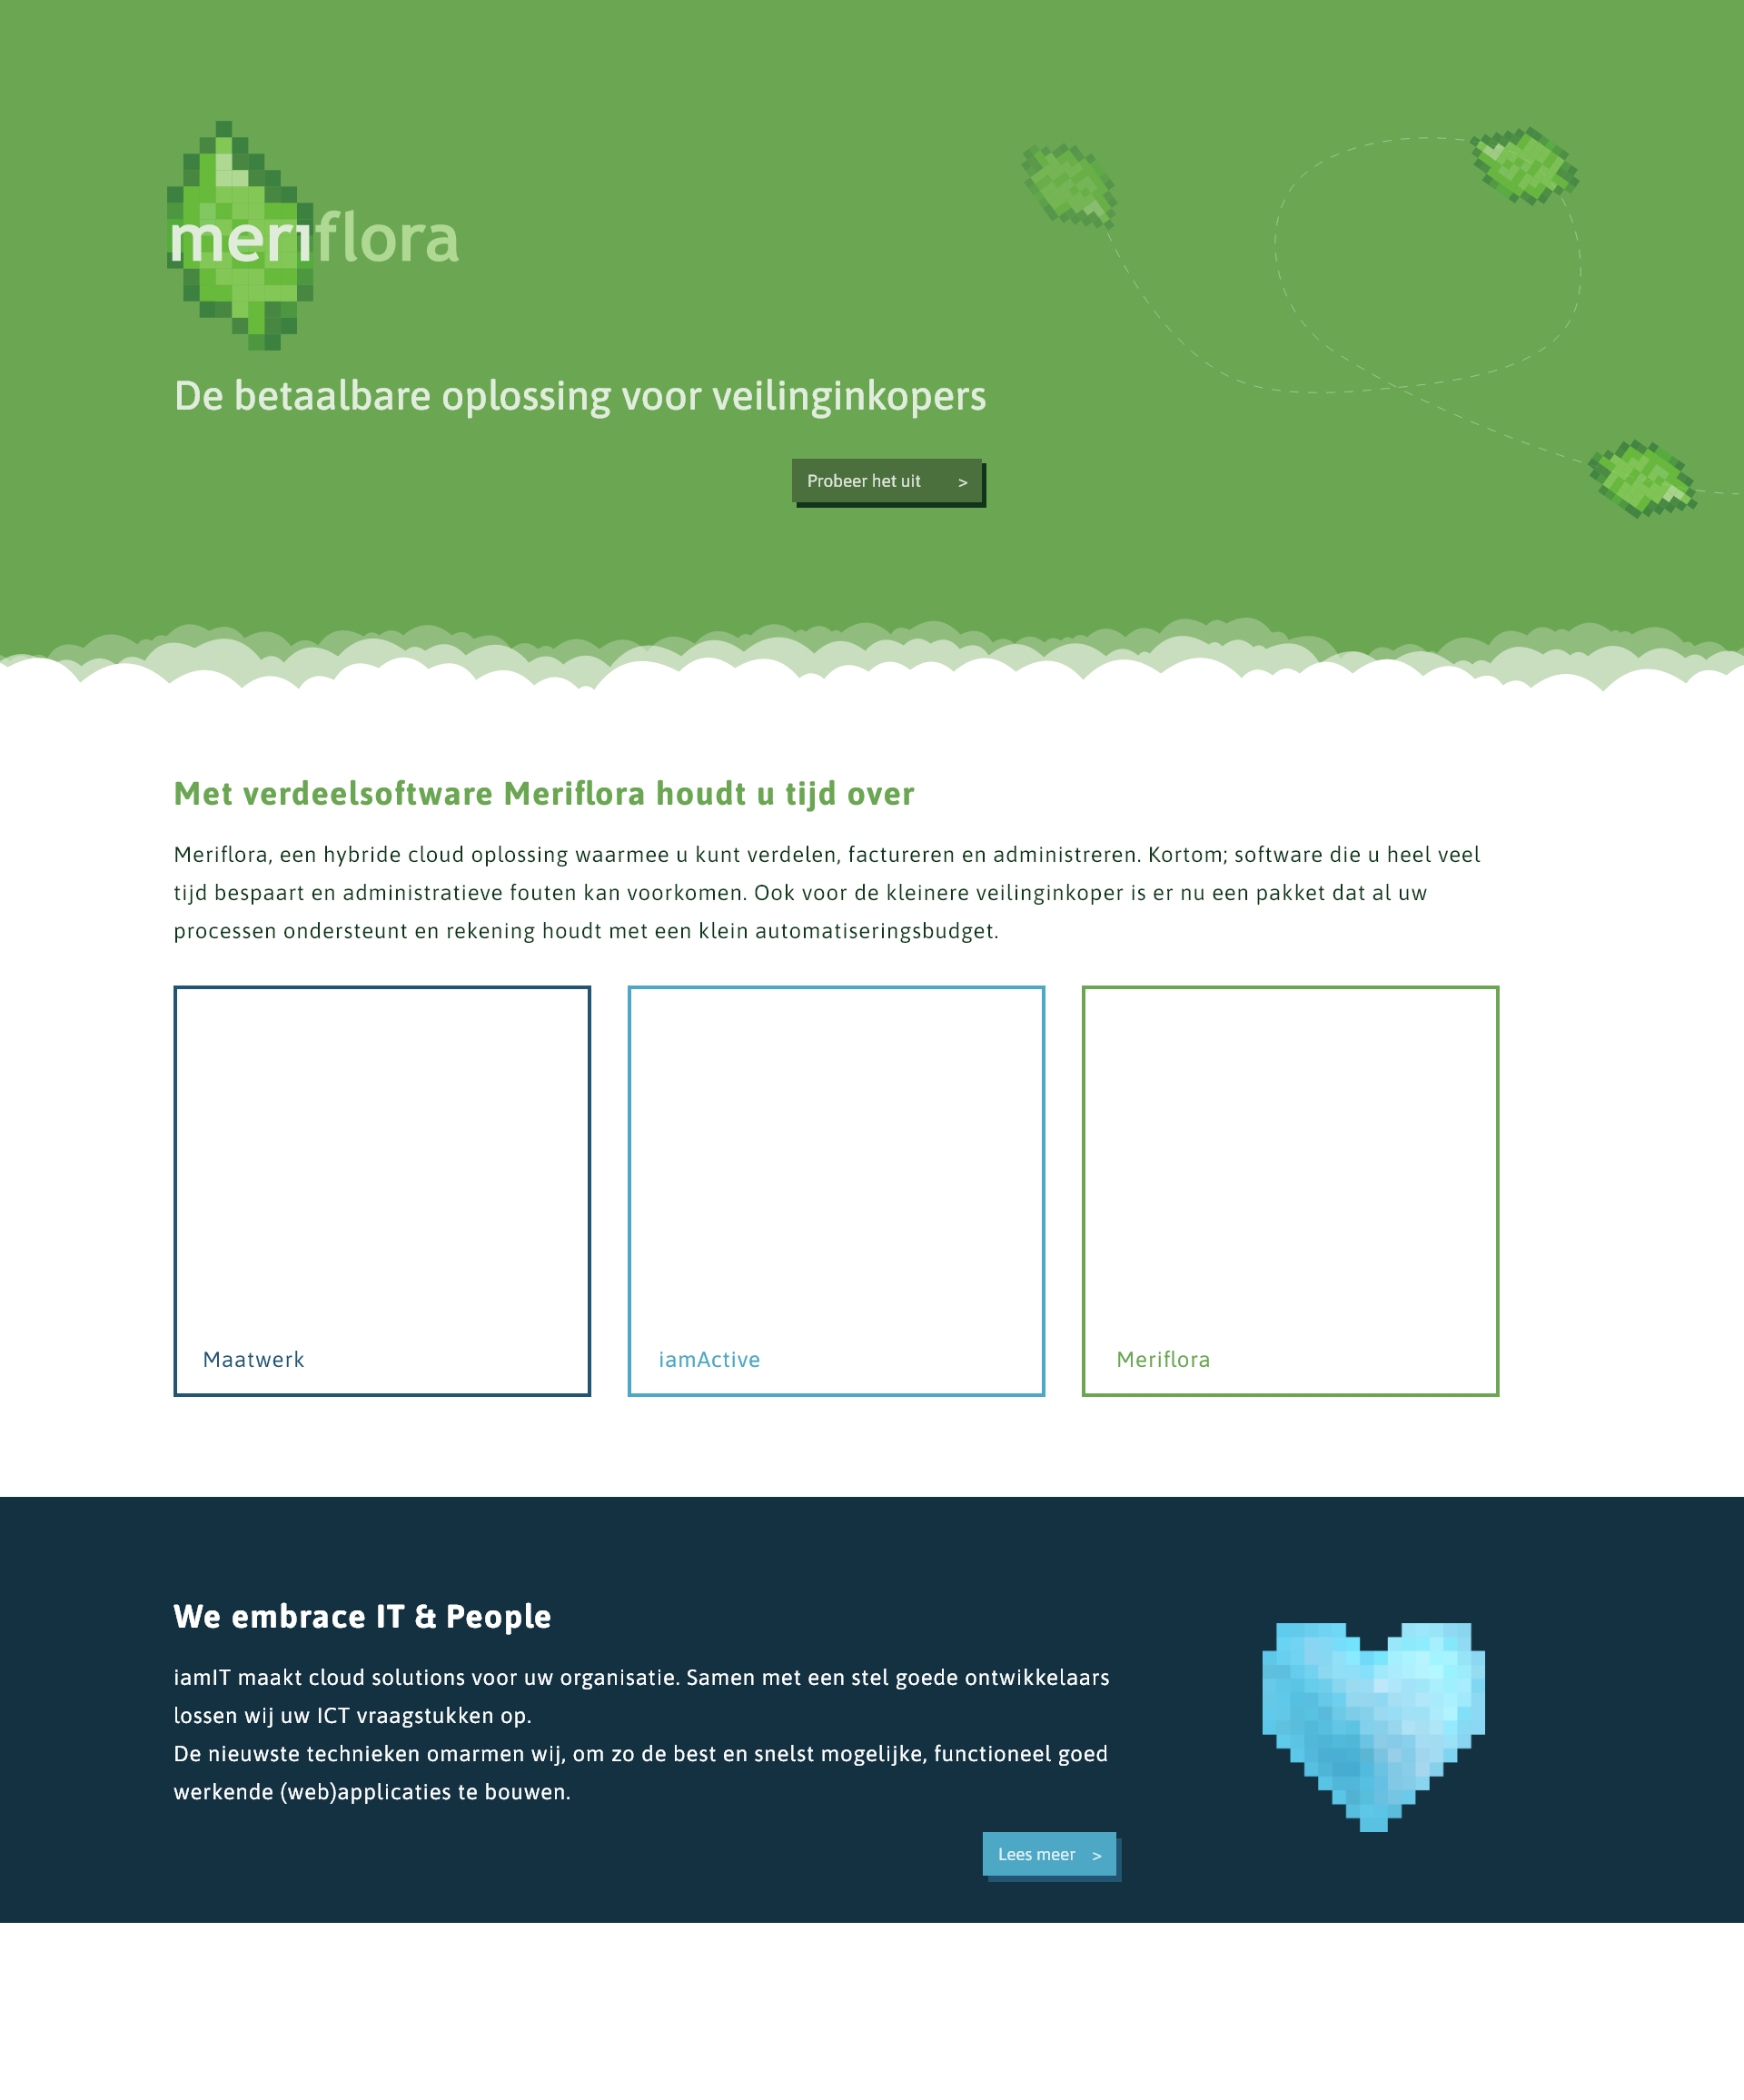 meriflora
De betaalbare oplossing voor veilinginkopers
Probeer het uit >
Met verdeelsoftware Meriflora houdt u tijd over
Meriflora, een hybride cloud oplossing waarmee u kunt verdelen, factureren en administreren. Kortom; software die u heel veel
tijd bespaart en administratieve fouten kan voorkomen. Ook voor de kleinere veilinginkoper is er nu een pakket dat al uw
processen ondersteunt en rekening houdt met een klein automatiseringsbudget.
Maatwerk
iamActive
Meriflora
We embrace IT & People
iamIT maakt cloud solutions voor uw organisatie. Samen met een stel goede ontwikkelaars
lossen wij uw ICT vraagstukken op.
De nieuwste technieken omarmen wij, om zo de best en snelst mogelijke, functioneel goed
werkende (web)applicaties te bouwen.
Lees meer >